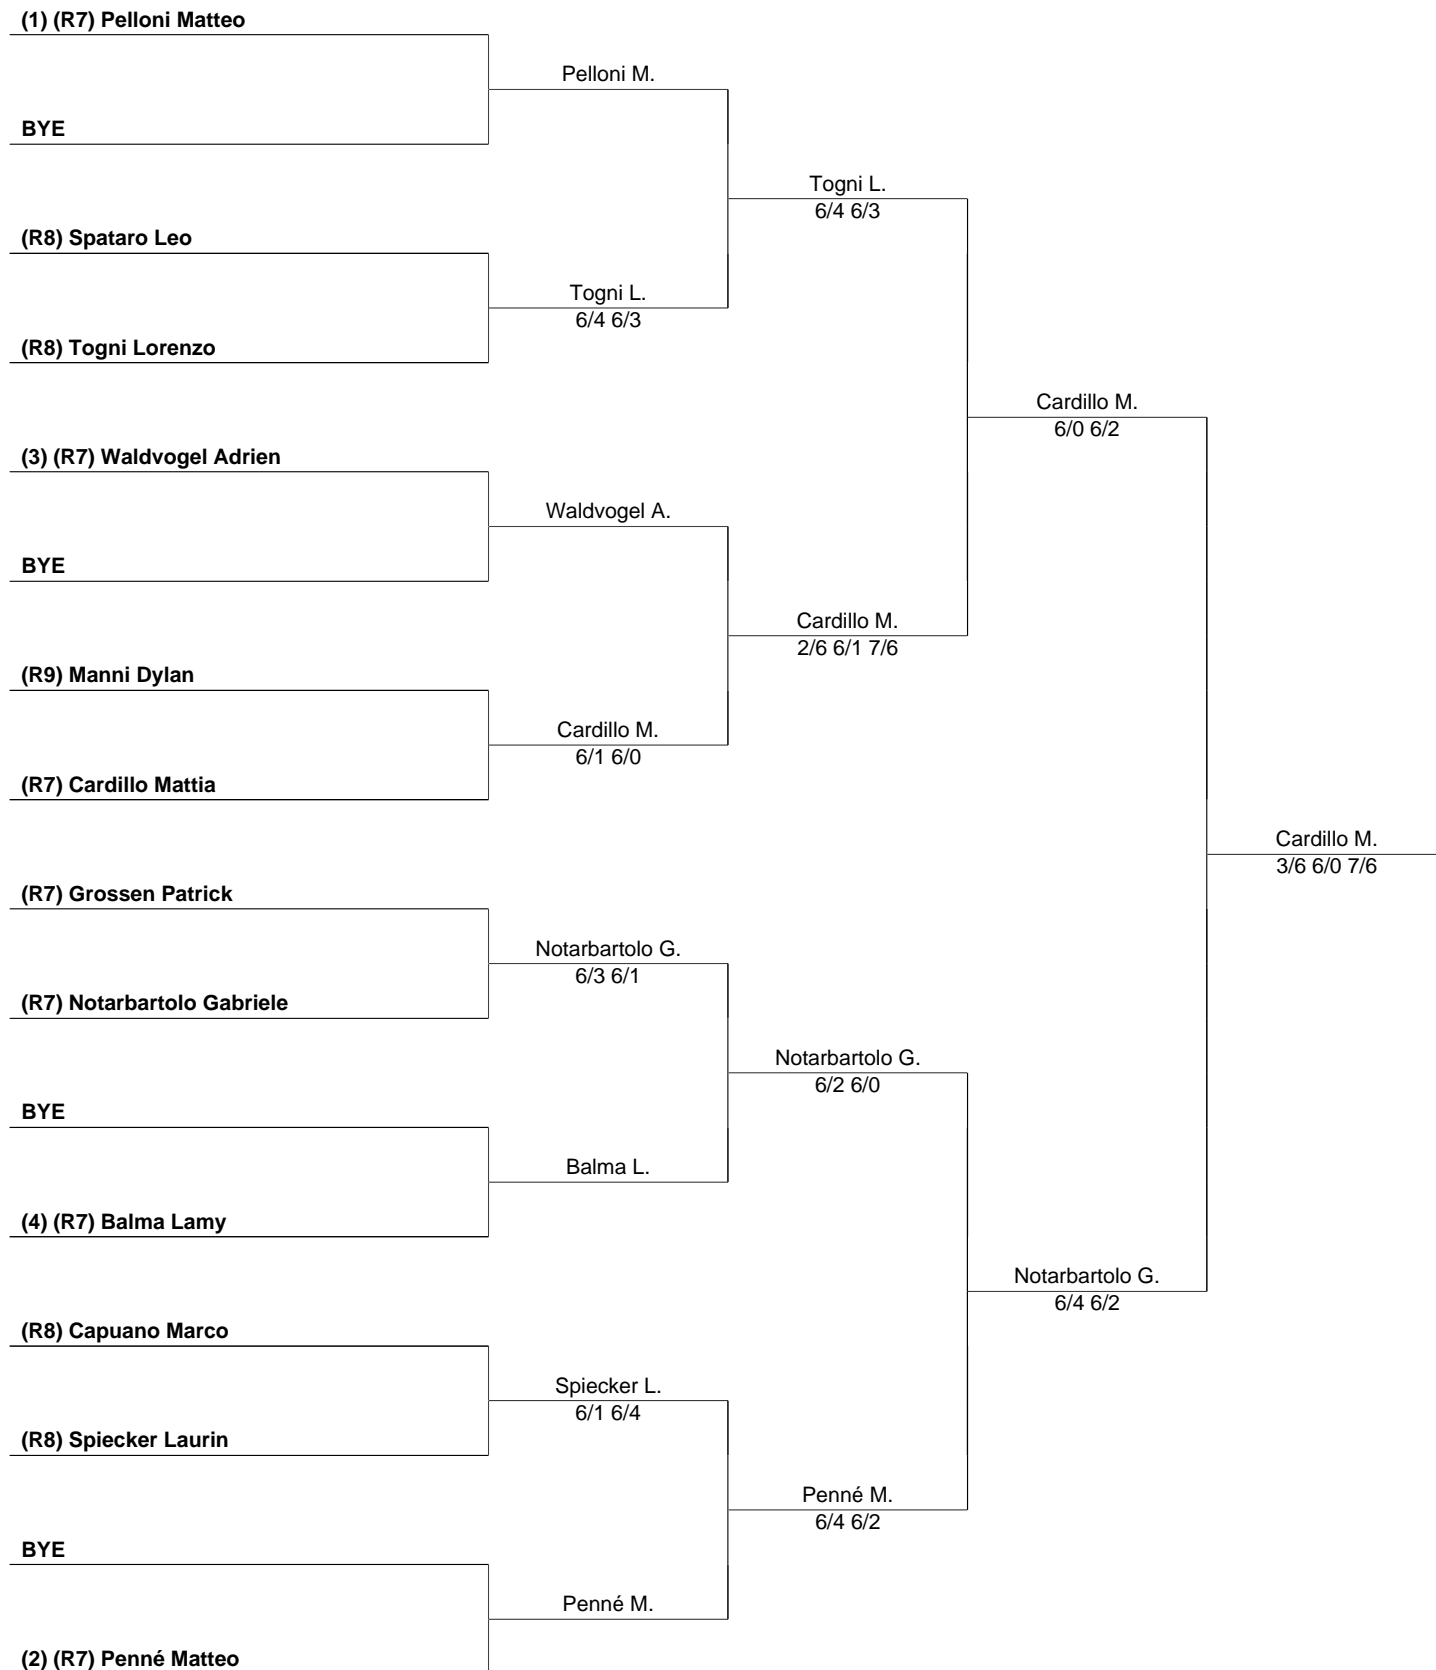 (1) (R7) Pelloni Matteo
Pelloni M.
BYE
Togni L.
6/4 6/3
(R8) Spataro Leo
Togni L.
6/4 6/3
(R8) Togni Lorenzo
Cardillo M.
6/0 6/2
(3) (R7) Waldvogel Adrien
Waldvogel A.
BYE
Cardillo M.
2/6 6/1 7/6
(R9) Manni Dylan
Cardillo M.
6/1 6/0
(R7) Cardillo Mattia
Cardillo M.
3/6 6/0 7/6
(R7) Grossen Patrick
Notarbartolo G.
6/3 6/1
(R7) Notarbartolo Gabriele
Notarbartolo G.
6/2 6/0
BYE
Balma L.
(4) (R7) Balma Lamy
Notarbartolo G.
6/4 6/2
(R8) Capuano Marco
Spiecker L.
6/1 6/4
(R8) Spiecker Laurin
Penné M.
6/4 6/2
BYE
Penné M.
(2) (R7) Penné Matteo